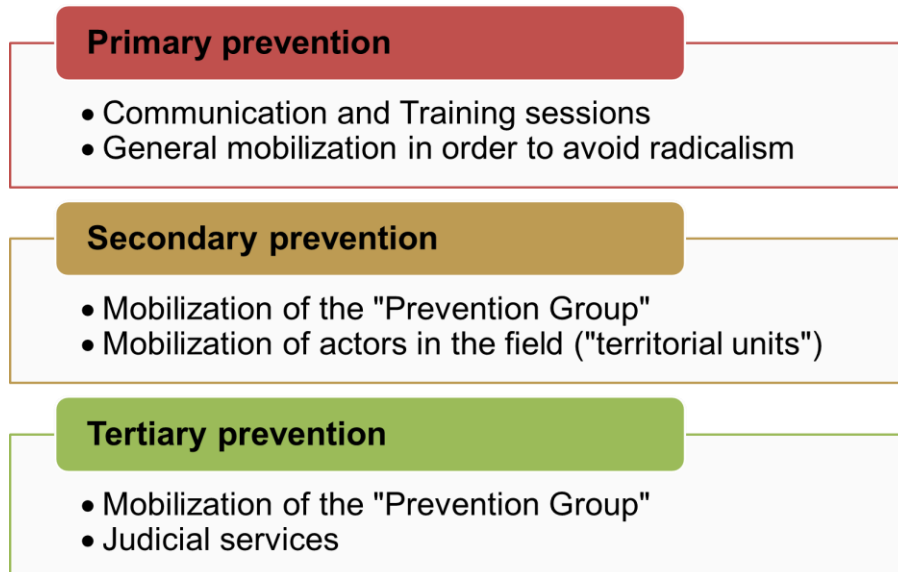 Primary prevention
• Communication and Training sessions
• General mobilization in order to avoid radicalism
Secondary prevention
• Mobilization of the "Prevention Group"
• Mobilization of actors in the field ("territorial units")
Tertiary prevention
• Mobilization of the "Prevention Group"
• Judicial services